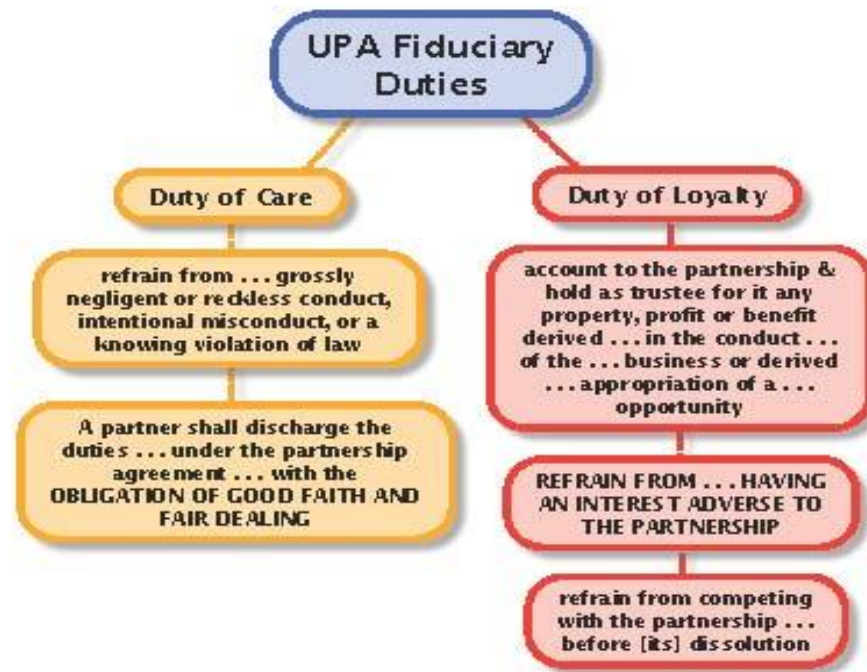 UPA Fiduciary
Duties
Duty of Care
refrain from ... grossly
negligent or reckless conduct,
intentional misconduct, or a
knowing violation of law
A partner shall discharge the
duties ... under the partnership
agreement ... with the
OBLIGATION OF GOOD FAITH AND
FAIR DEALING
Duty of Loyalty
account to the partnership &
hold as trustee for it any
property, profit or benefit
derived ... in the conduct ...
of the ... business or derived
... appropriation of a ...
opportunity
REFRAIN FROM ... HAVING
AN INTEREST ADVERSE TO
THE PARTNERSHIP
refrain from competing
with the partnership ...
before [its] dissolution